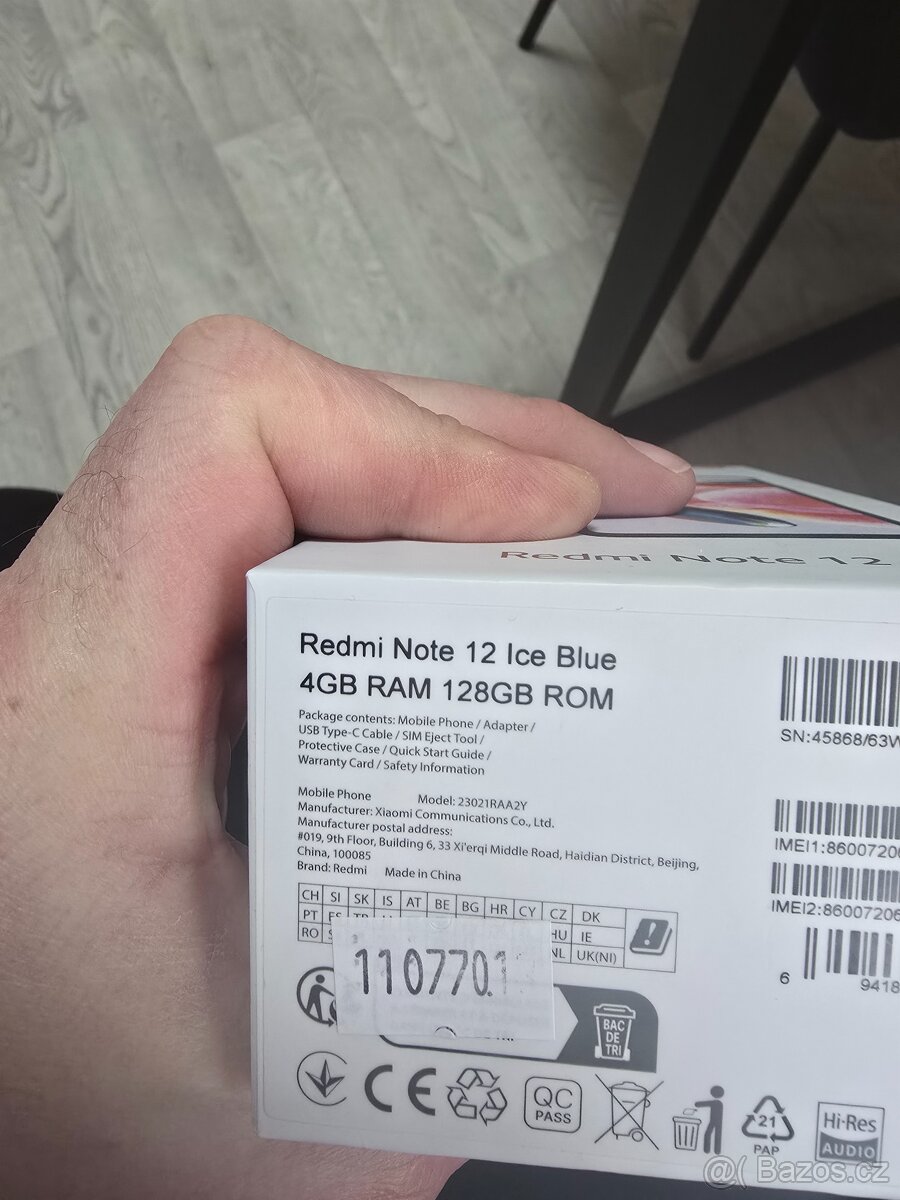 Redmi Note 12
Redmi Note 12 Ice Blue
4GB RAM 128GB ROM
Package contents: Mobile Phone / Adapter /
USB Type-C Cable / SIM Eject Tool /
Protective Case / Quick Start Guide /
Warranty Card / Safety Information
Mobile Phone Model: 23021RAA2Y
Manufacturer: Xiaomi Communications Co., Ltd.
Manufacturer postal address:
#019, 9th Floor, Building 6, 33 Xi'erqi Middle Road, Haidian District, Beijing,
China, 100085
Brand: Redmi Made in China
SN:45868/63W
IMEI1:8600720
IMEI2:8600720
6 9418
CH SI SK IS AT BE BG HR CY CZ DK
PT HU IE
RO NL UK(NI)
110770.1
BAC
DE
TRI
CE
QC
PASS
21
PAP
Hi-Res
AUDIO
@( Bazos.cz